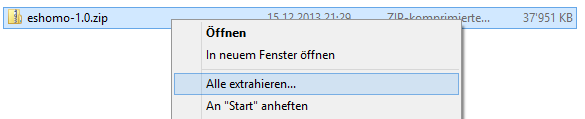 eshomo-1.0.zip 15.12.2013 21:29 ZIP-komprimierte... 37'951 KB
Öffnen
In neuem Fenster öffnen
Alle extrahieren...
An "Start" anheften